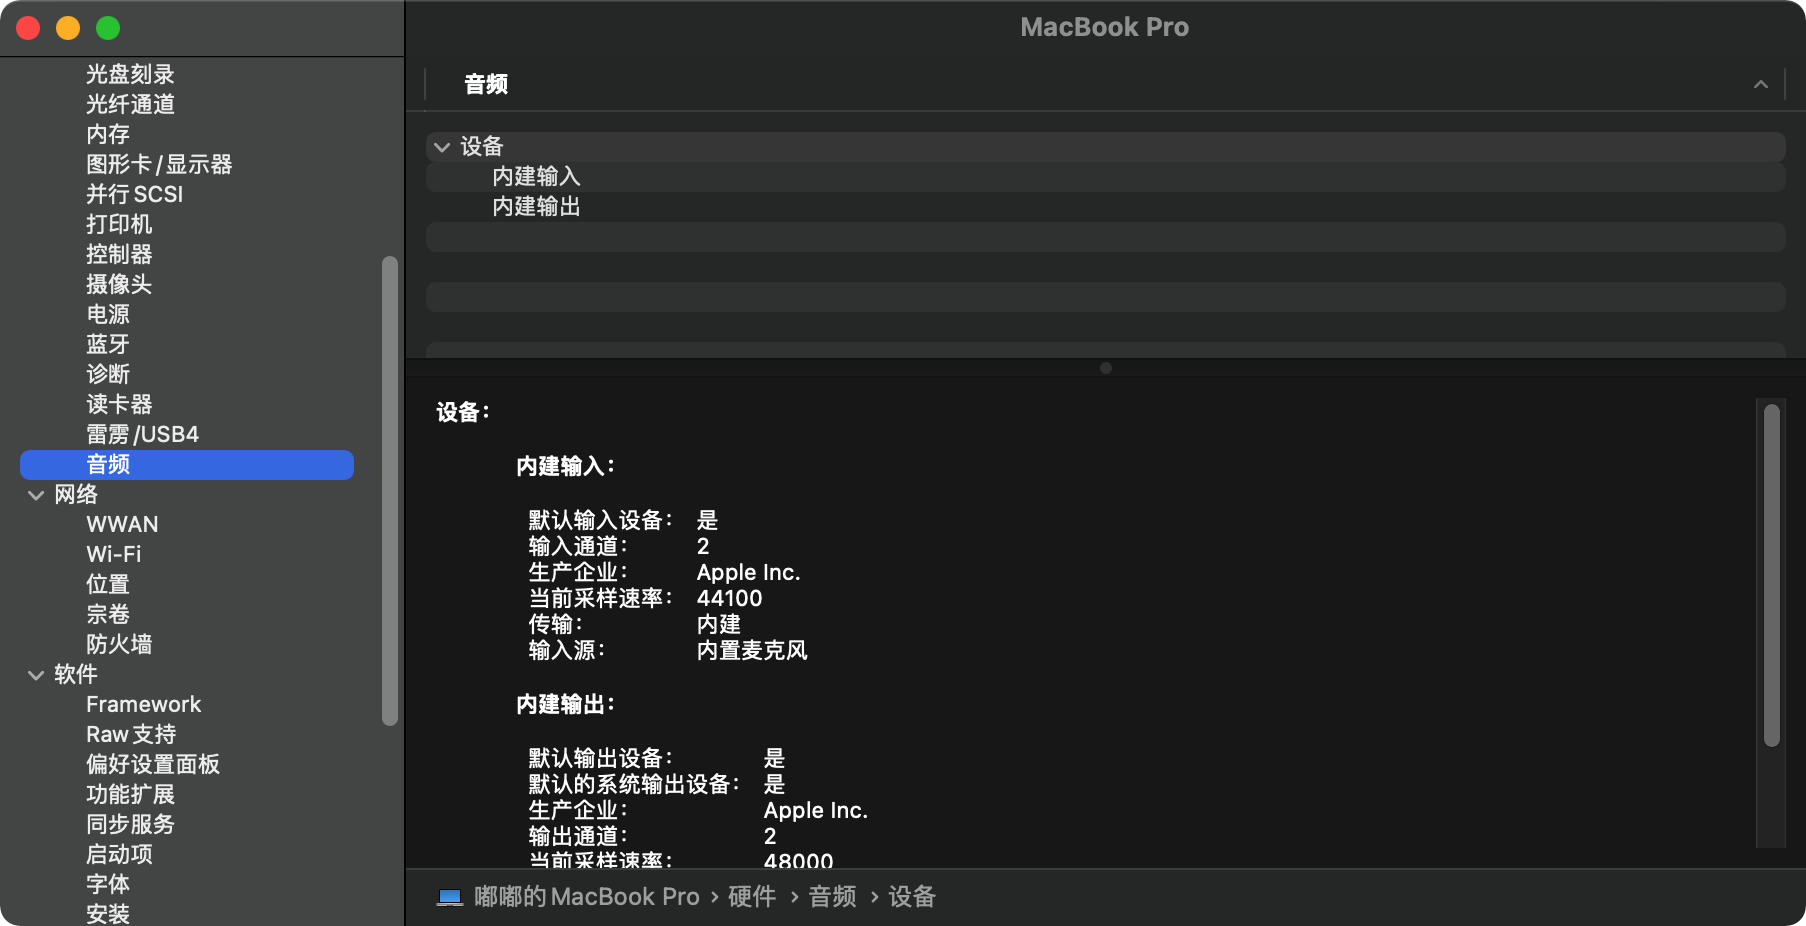 MacBook Pro
光盘刻录
光纤通道
内存
图形卡/显示器
并行SCSI
打印机
控制器
摄像头
电源
蓝牙
诊断
读卡器
雷雳/USB4
音频
网络
WWAN
Wi-Fi
位置
宗卷
防火墙
软件
Framework
Raw支持
偏好设置面板
功能扩展
同步服务
启动项
字体
安装
音频
设备
内建输入
内建输出
设备：
内建输入：
默认输入设备： 是
输入通道： 2
生产企业： Apple Inc.
当前采样速率： 44100
传输： 内建
输入源： 内置麦克风
内建输出：
默认输出设备： 是
默认的系统输出设备： 是
生产企业： Apple Inc.
输出通道： 2
当前采样速率： 48000
嘟嘟的MacBook Pro › 硬件 › 音频 › 设备